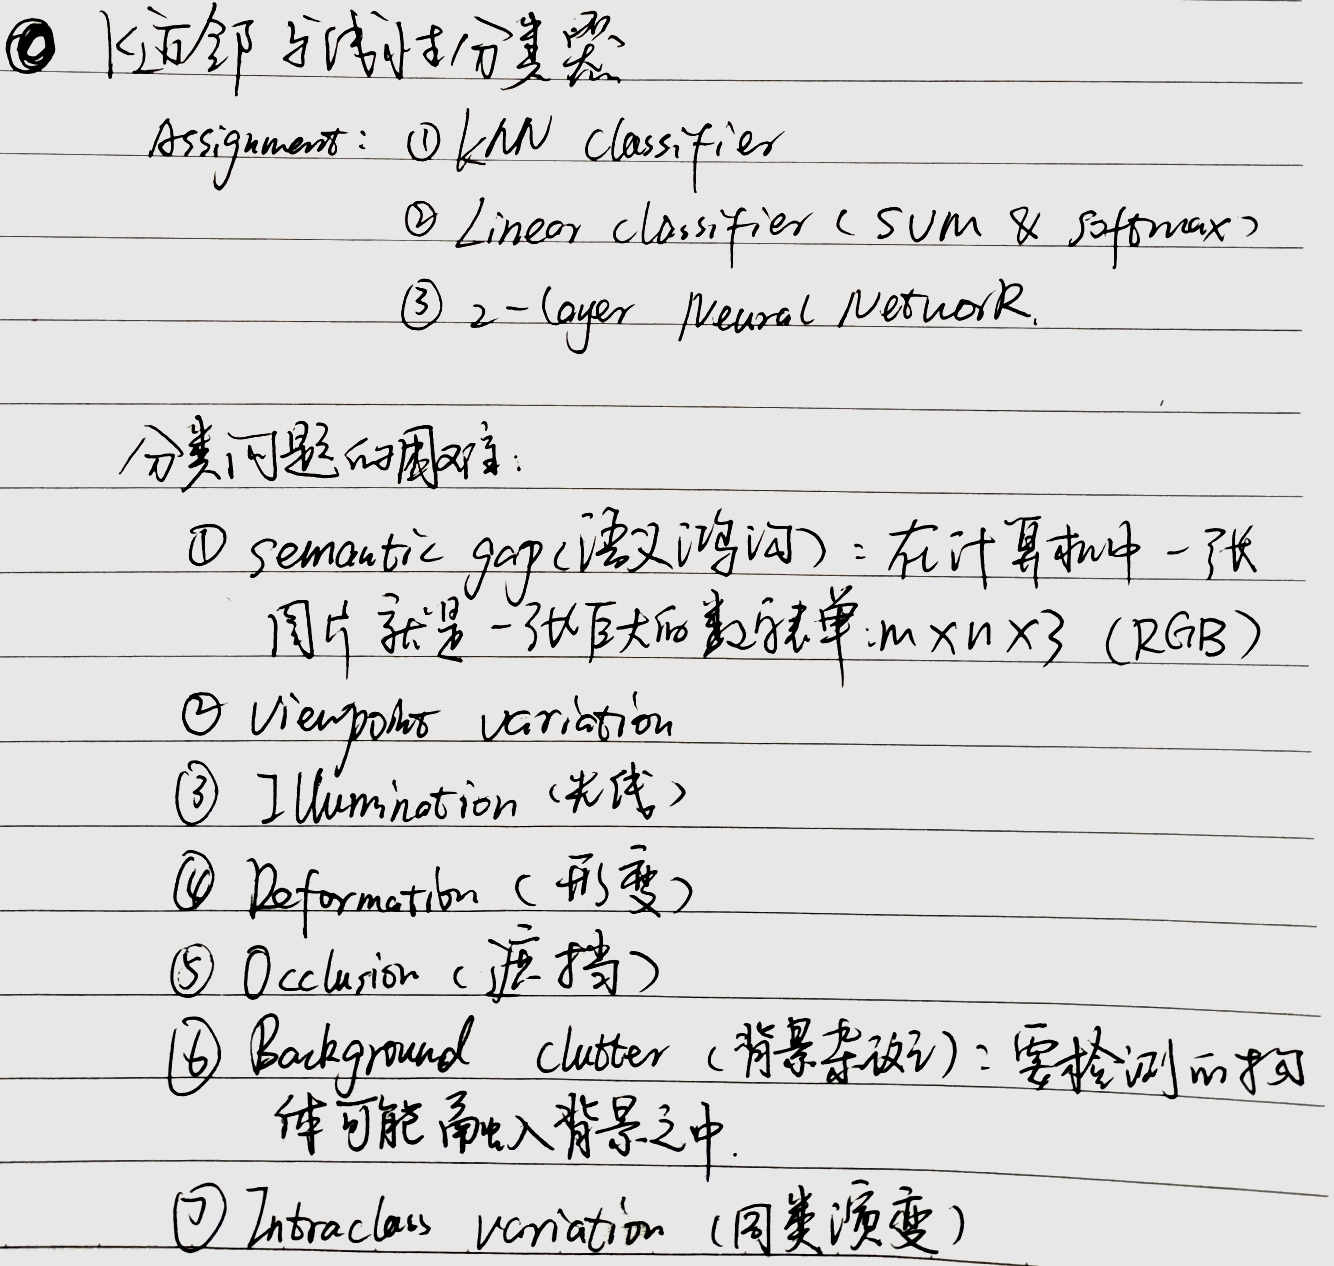 K近邻与线性分类器
Assignment: ① kNN classifier
② Linear classifier (SVM & softmax)
③ 2-layer Neural Network.
分类问题的困难:
① semantic gap(语义鸿沟): 在计算机中一张
图片就是一张巨大的数字表单:m×n×3 (RGB)
② Viewpoint variation
③ Illumination (光线)
④ Deformation (形变)
⑤ Occlusion (遮挡)
⑥ Background clutter (背景杂波): 要检测的物
体可能融入背景之中.
⑦ Intraclass variation (同类演变)